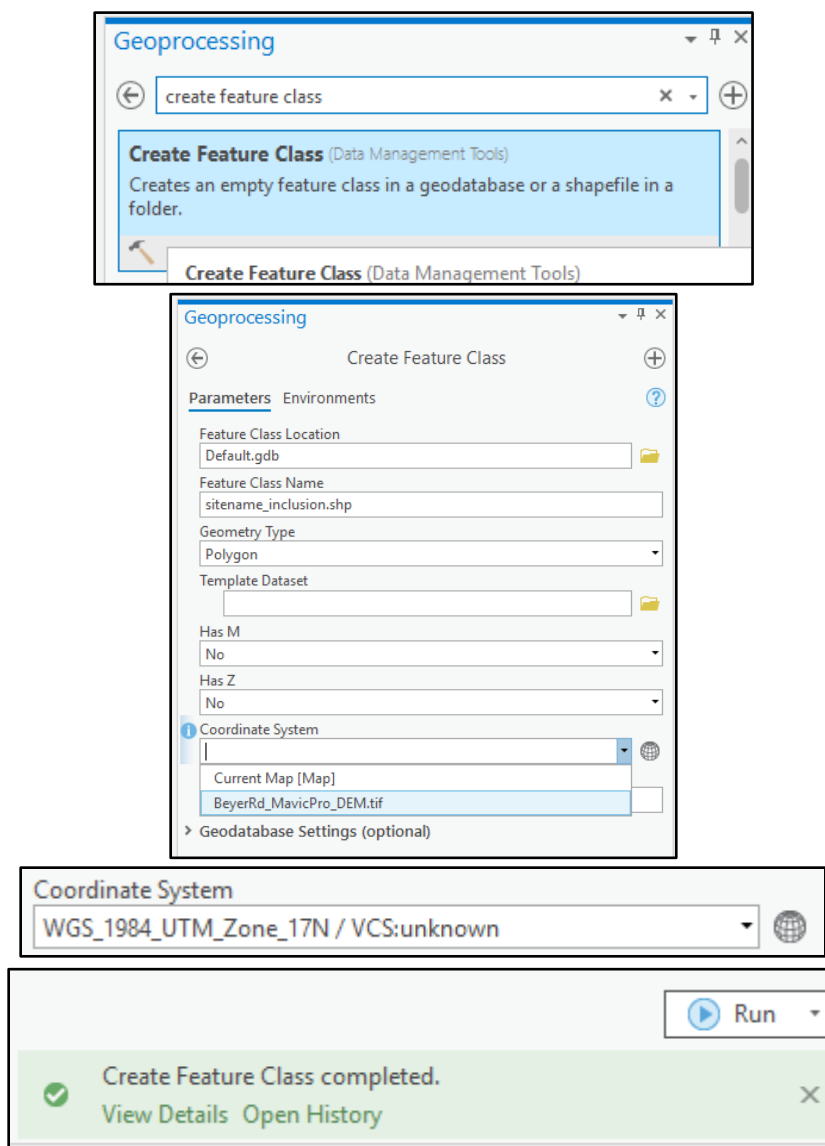 Geoprocessing
create feature class
Create Feature Class (Data Management Tools)
Creates an empty feature class in a geodatabase or a shapefile in a
folder.
Create Feature Class (Data Management Tools)
Geoprocessing
Create Feature Class
Parameters Environments
Feature Class Location
Default.gdb
Feature Class Name
sitename_inclusion.shp
Geometry Type
Polygon
Template Dataset
Has M
No
Has Z
No
Coordinate System
Current Map [Map]
BeyerRd_MavicPro_DEM.tif
Geodatabase Settings (optional)
Coordinate System
WGS_1984_UTM_Zone_17N / VCS:unknown
Run
Create Feature Class completed.
View Details Open History